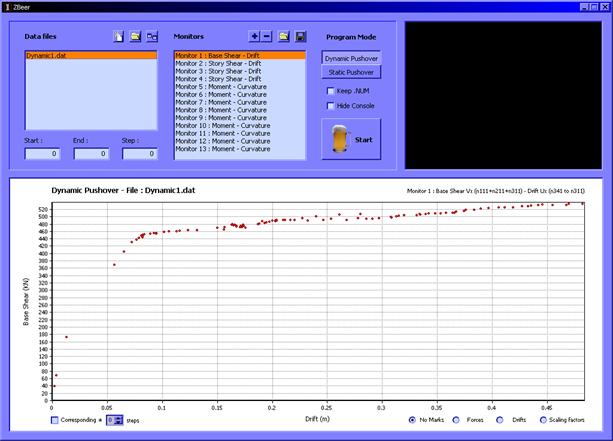 ZBeer
Data files
Monitors
Program Mode
Dynamic1.dat
Monitor 1 : Base Shear - Drift
Monitor 2 : Story Shear - Drift
Monitor 3 : Story Shear - Drift
Monitor 4 : Story Shear - Drift
Monitor 5 : Moment - Curvature
Monitor 6 : Moment - Curvature
Monitor 7 : Moment - Curvature
Monitor 8 : Moment - Curvature
Monitor 9 : Moment - Curvature
Monitor 10 : Moment - Curvature
Monitor 11 : Moment - Curvature
Monitor 12 : Moment - Curvature
Monitor 13 : Moment - Curvature
Dynamic Pushover
Static Pushover
Keep .NUM
Hide Console
Start
Start : End : Step :
0 0 0
Dynamic Pushover - File : Dynamic1.dat
Monitor 1 : Base Shear (n111+n211+n311) - Drift (n341 to n311)
520
500
480
460
440
420
400
380
360
340
320
300
280
260
240
220
200
180
160
140
120
100
80
60
40
20
0
Base Shear (KN)
0 0.05 0.1 0.15 0.2 0.25 0.3 0.35 0.4 0.45
Drift (m)
Corresponding 0 steps
No Marks Forces Drifts Scaling factors